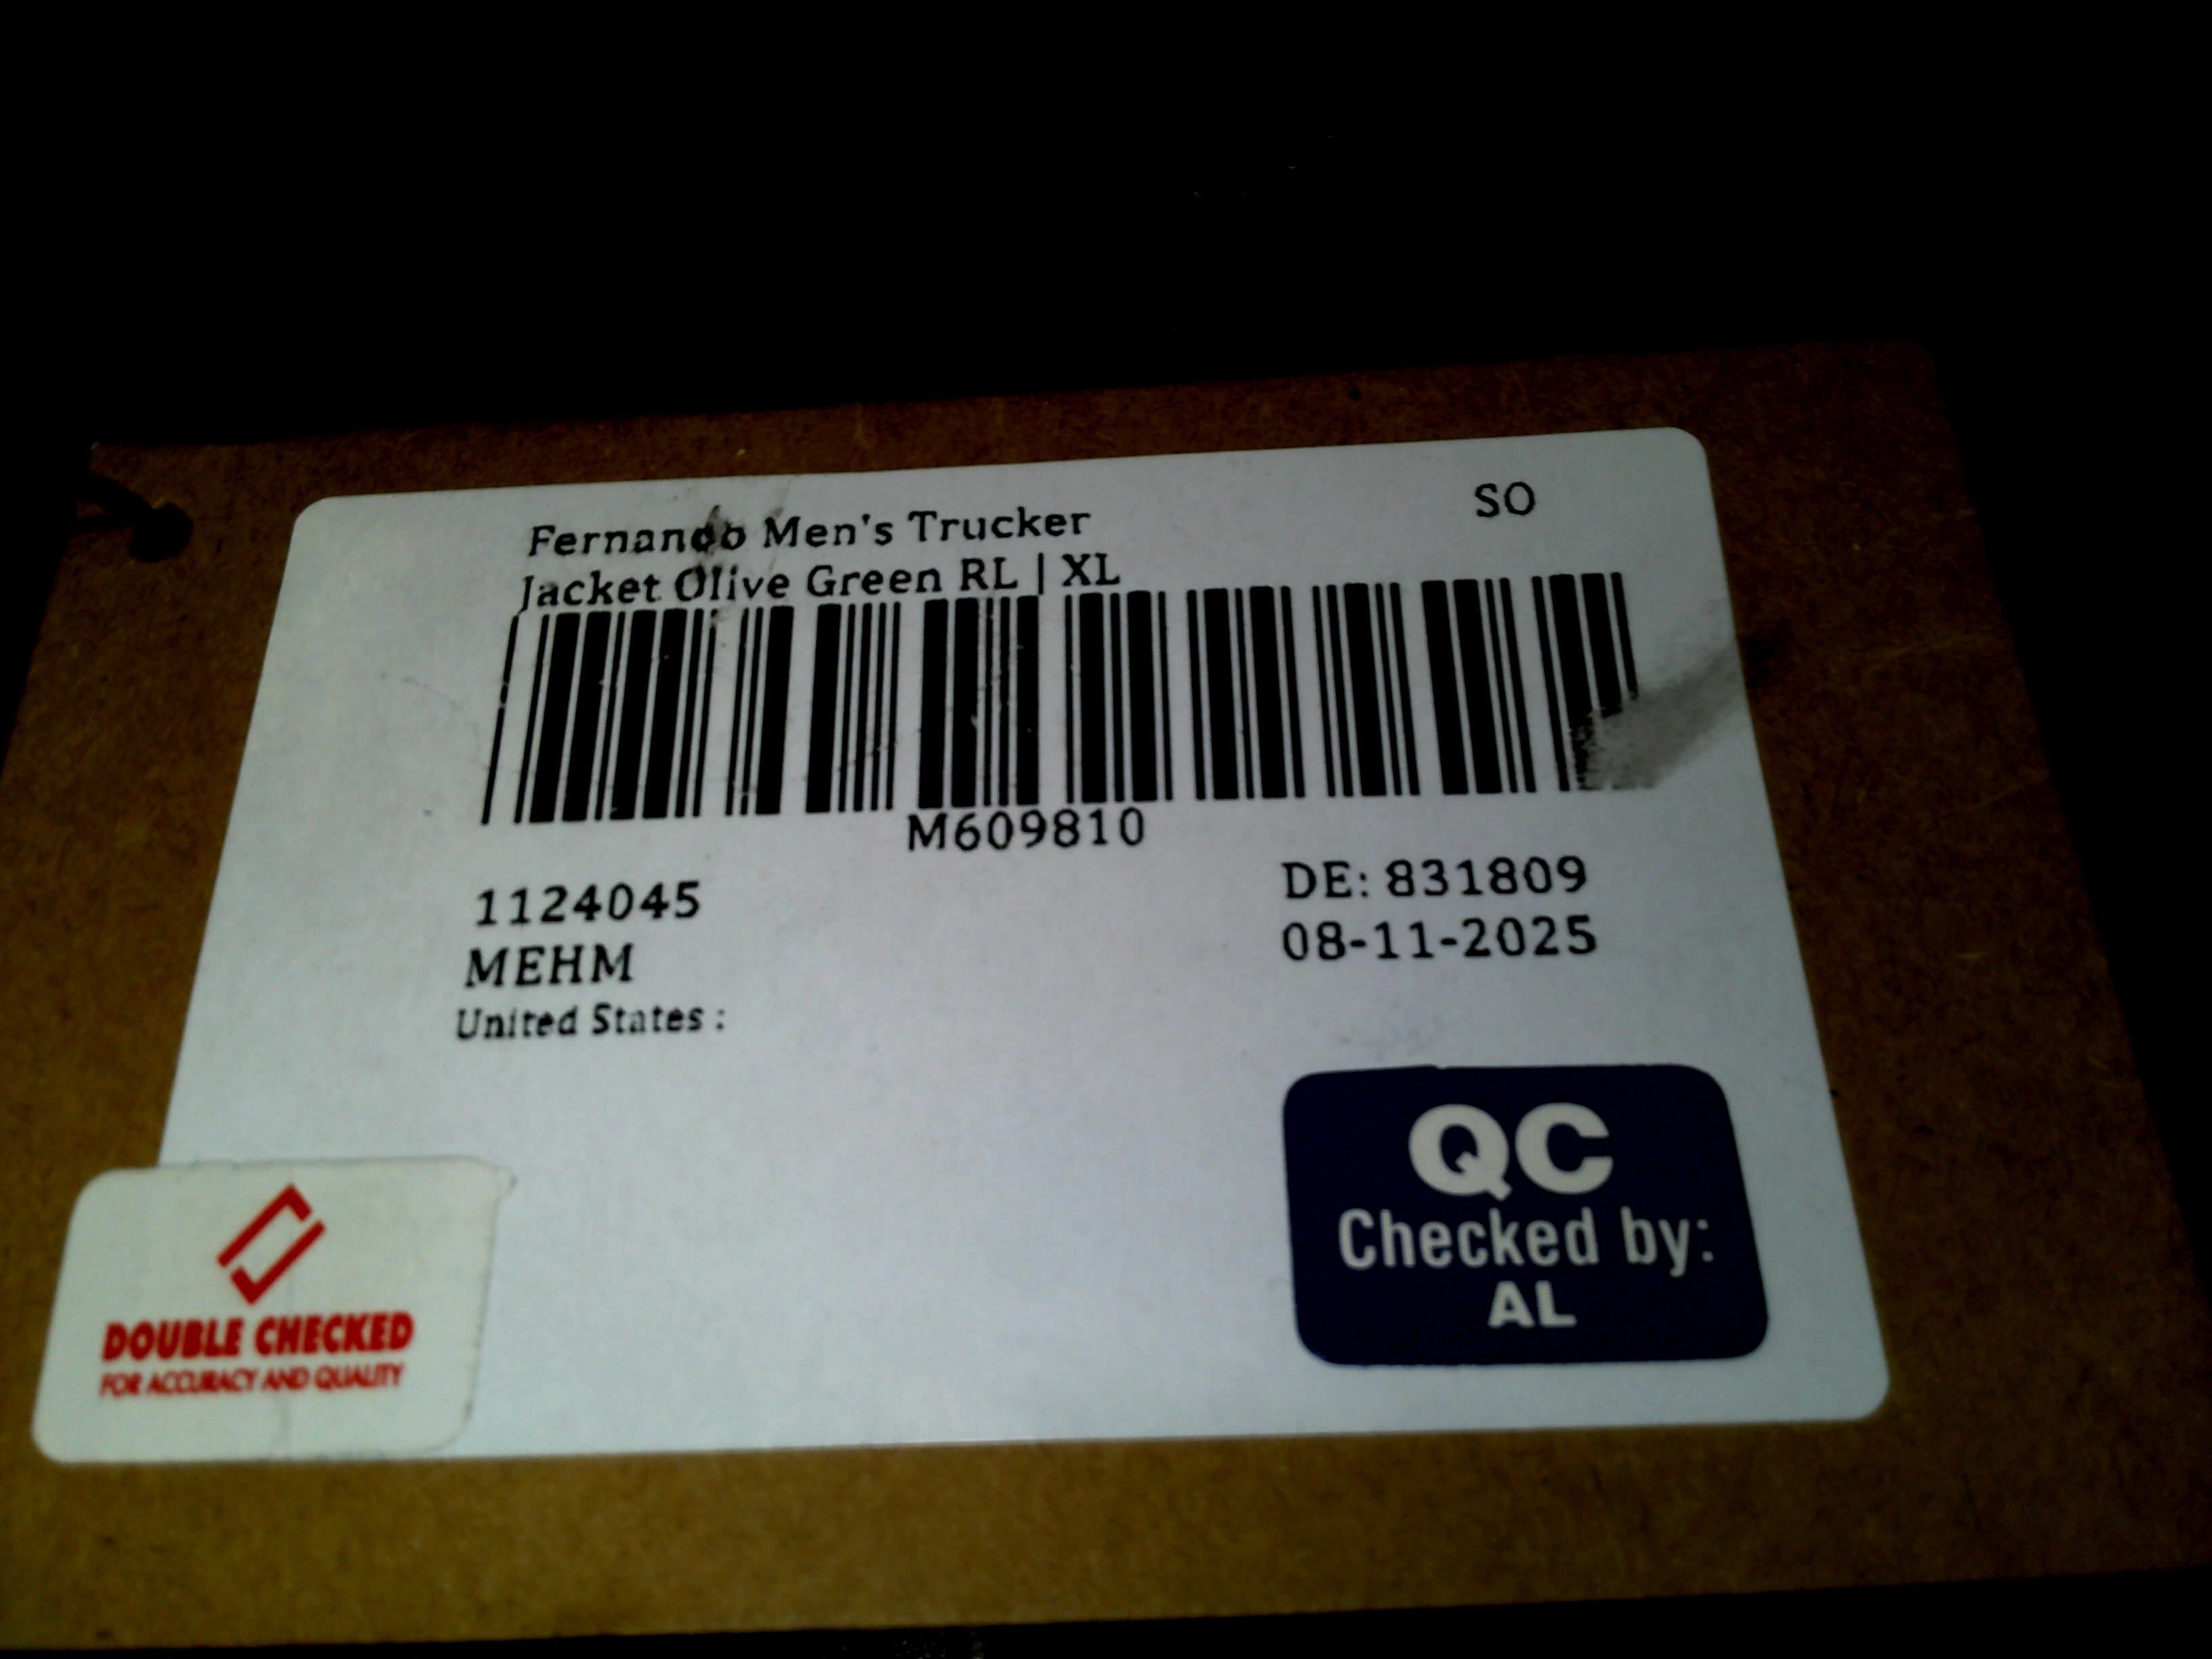 Fernando Men's Trucker
Jacket Olive Green RL | XL
SO
M609810
1124045
MEHM
United States :
DE: 831809
08-11-2025
QC
Checked by:
AL
DOUBLE CHECKED
FOR ACCURACY AND QUALITY